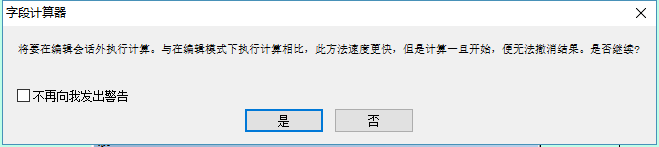 字段计算器
将要在编辑会话外执行计算。与在编辑模式下执行计算相比，此方法速度更快，但是计算一旦开始，便无法撤消结果。是否继续?
不再向我发出警告
是
否